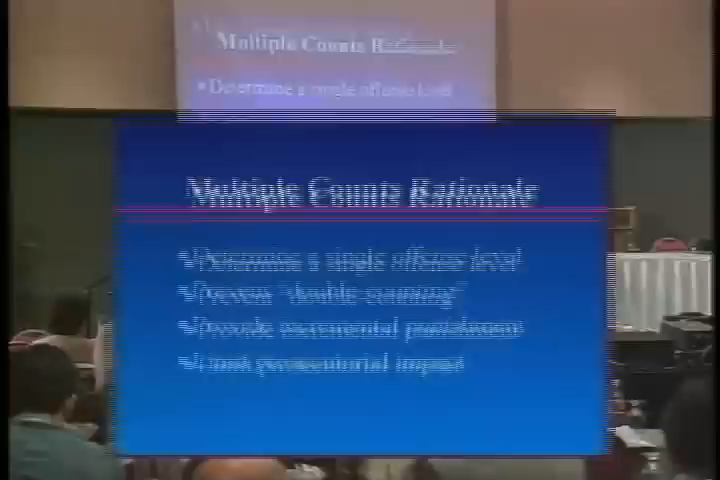 Multiple Counts Rationale
•Determine a single offense level
Multiple Counts Rationale
Determine a single offense level
Prevent "double counting"
Provide incremental punishment
Limit prosecutorial impact